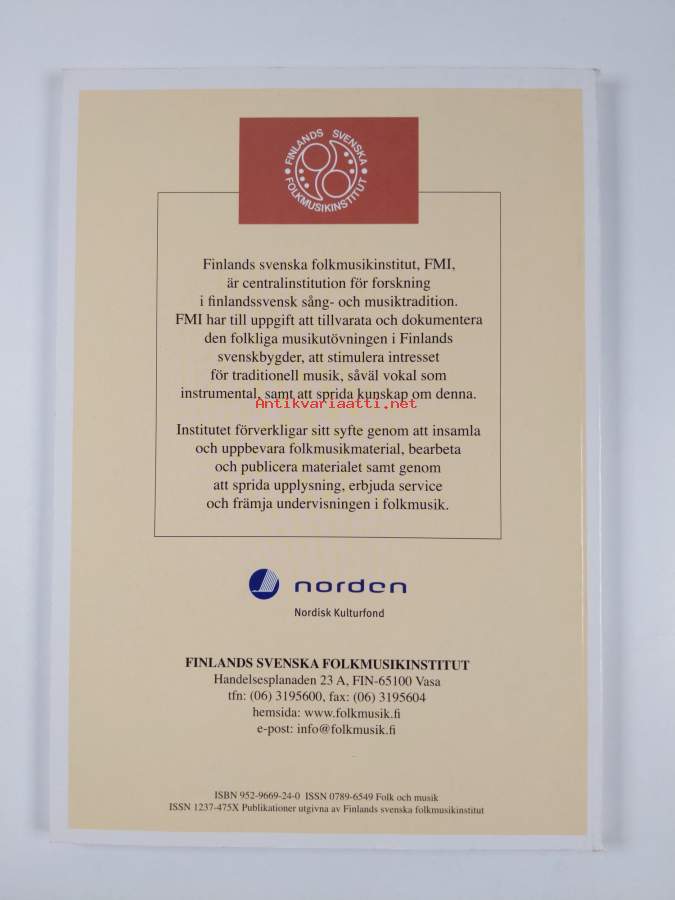 FINLANDS SVENSKA
FOLKMUSIKINSTITUT
Finlands svenska folkmusikinstitut, FMI,
är centralinstitution för forskning
i finlandssvensk sång- och musiktradition.
FMI har till uppgift att tillvarata och dokumentera
den folkliga musikutövningen i Finlands
svenskbygder, att stimulera intresset
för traditionell musik, såväl vokal som
instrumental, samt att sprida kunskap om denna.
Antikvariaatti.net
Institutet förverkligar sitt syfte genom att insamla
och uppbevara folkmusikmaterial, bearbeta
och publicera materialet samt genom
att sprida upplysning, erbjuda service
och främja undervisningen i folkmusik.
norden
Nordisk Kulturfond
FINLANDS SVENSKA FOLKMUSIKINSTITUT
Handelsesplanaden 23 A, FIN-65100 Vasa
tfn: (06) 3195600, fax: (06) 3195604
hemsida: www.folkmusik.fi
e-post: info@folkmusik.fi
ISBN 952-9669-24-0 ISSN 0789-6549 Folk och musik
ISSN 1237-475X Publikationer utgivna av Finlands svenska folkmusikinstitut